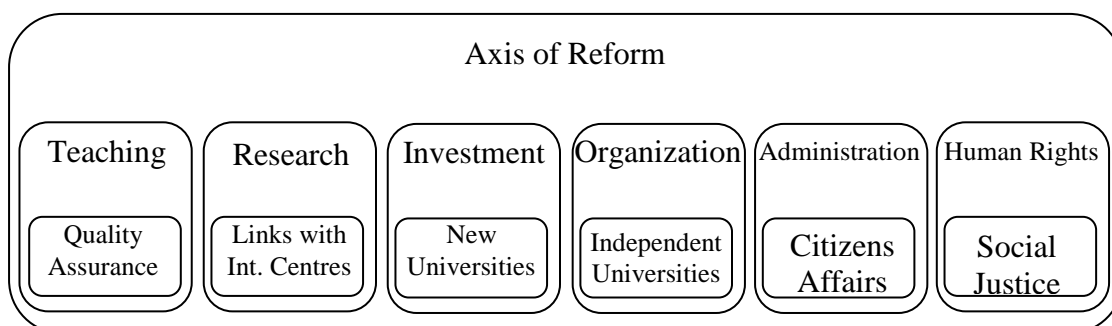 Axis of Reform
Teaching
Quality
Assurance
Research
Links with
Int. Centres
Investment
New
Universities
Organization
Independent
Universities
Administration
Citizens
Affairs
Human Rights
Social
Justice